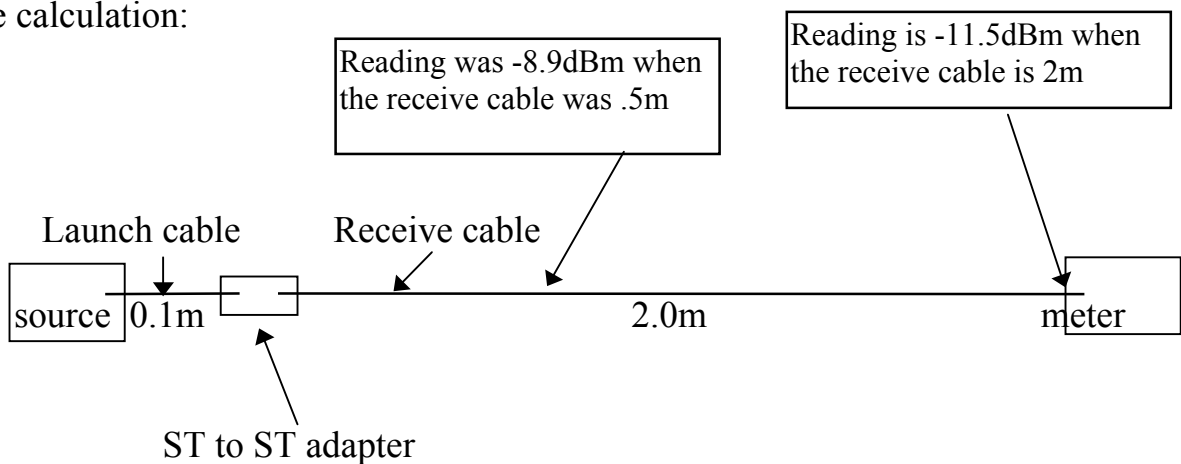 e calculation:
Reading was -8.9dBm when
the receive cable was .5m
Reading is -11.5dBm when
the receive cable is 2m
Launch cable
Receive cable
source
0.1m
2.0m
meter
ST to ST adapter